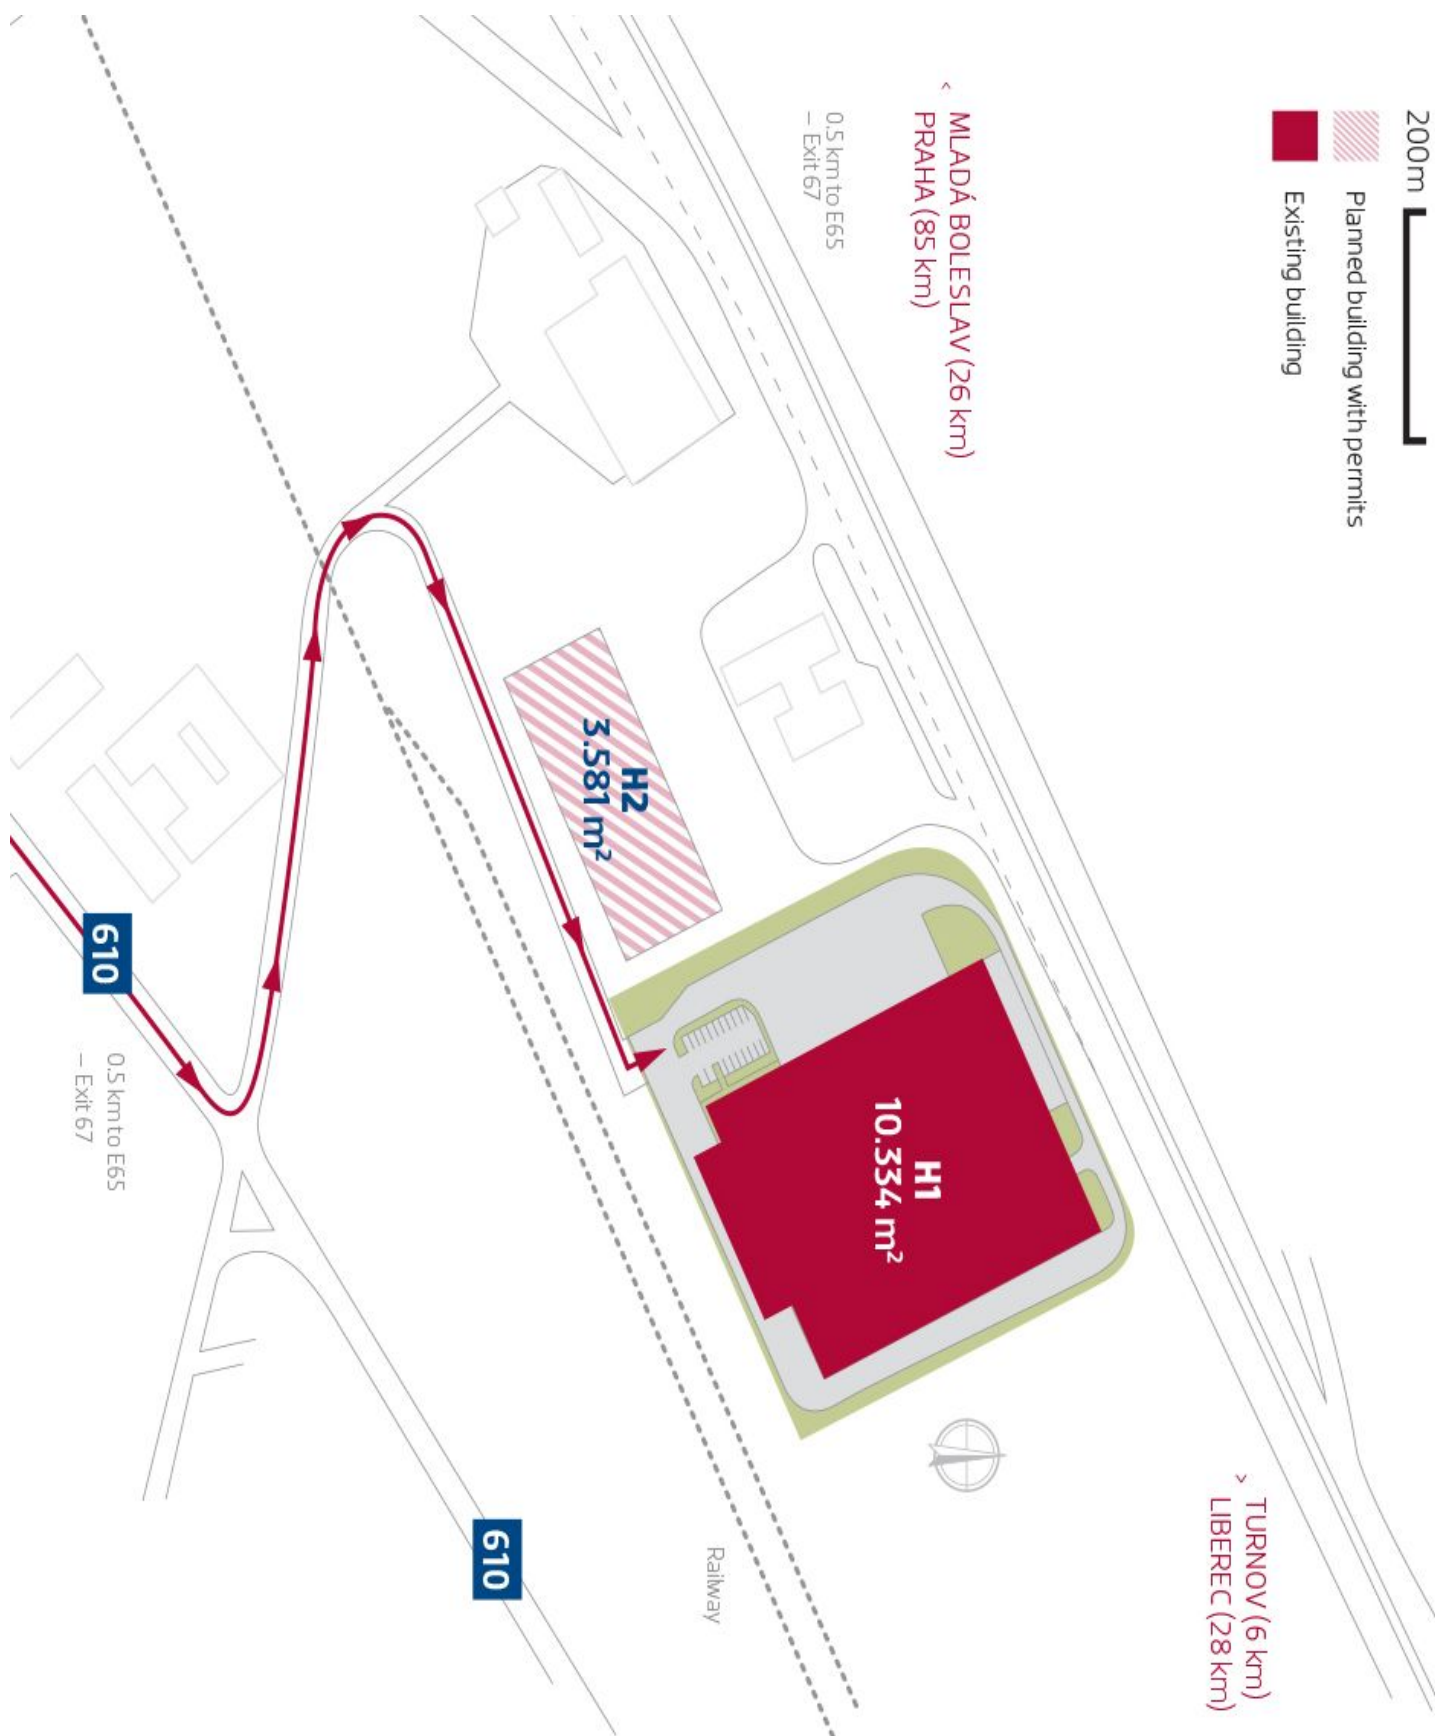 200m
Planned building with permits
Existing building
< MLADÁ BOLESLAV (26 km)
PRAHA (85 km)
0.5 km to E65
– Exit 67
> TURNOV (6 km)
LIBEREC (28 km)
H1
10.334 m²
H2
3.581 m²
Railway
610
610
0.5 km to E65
– Exit 67